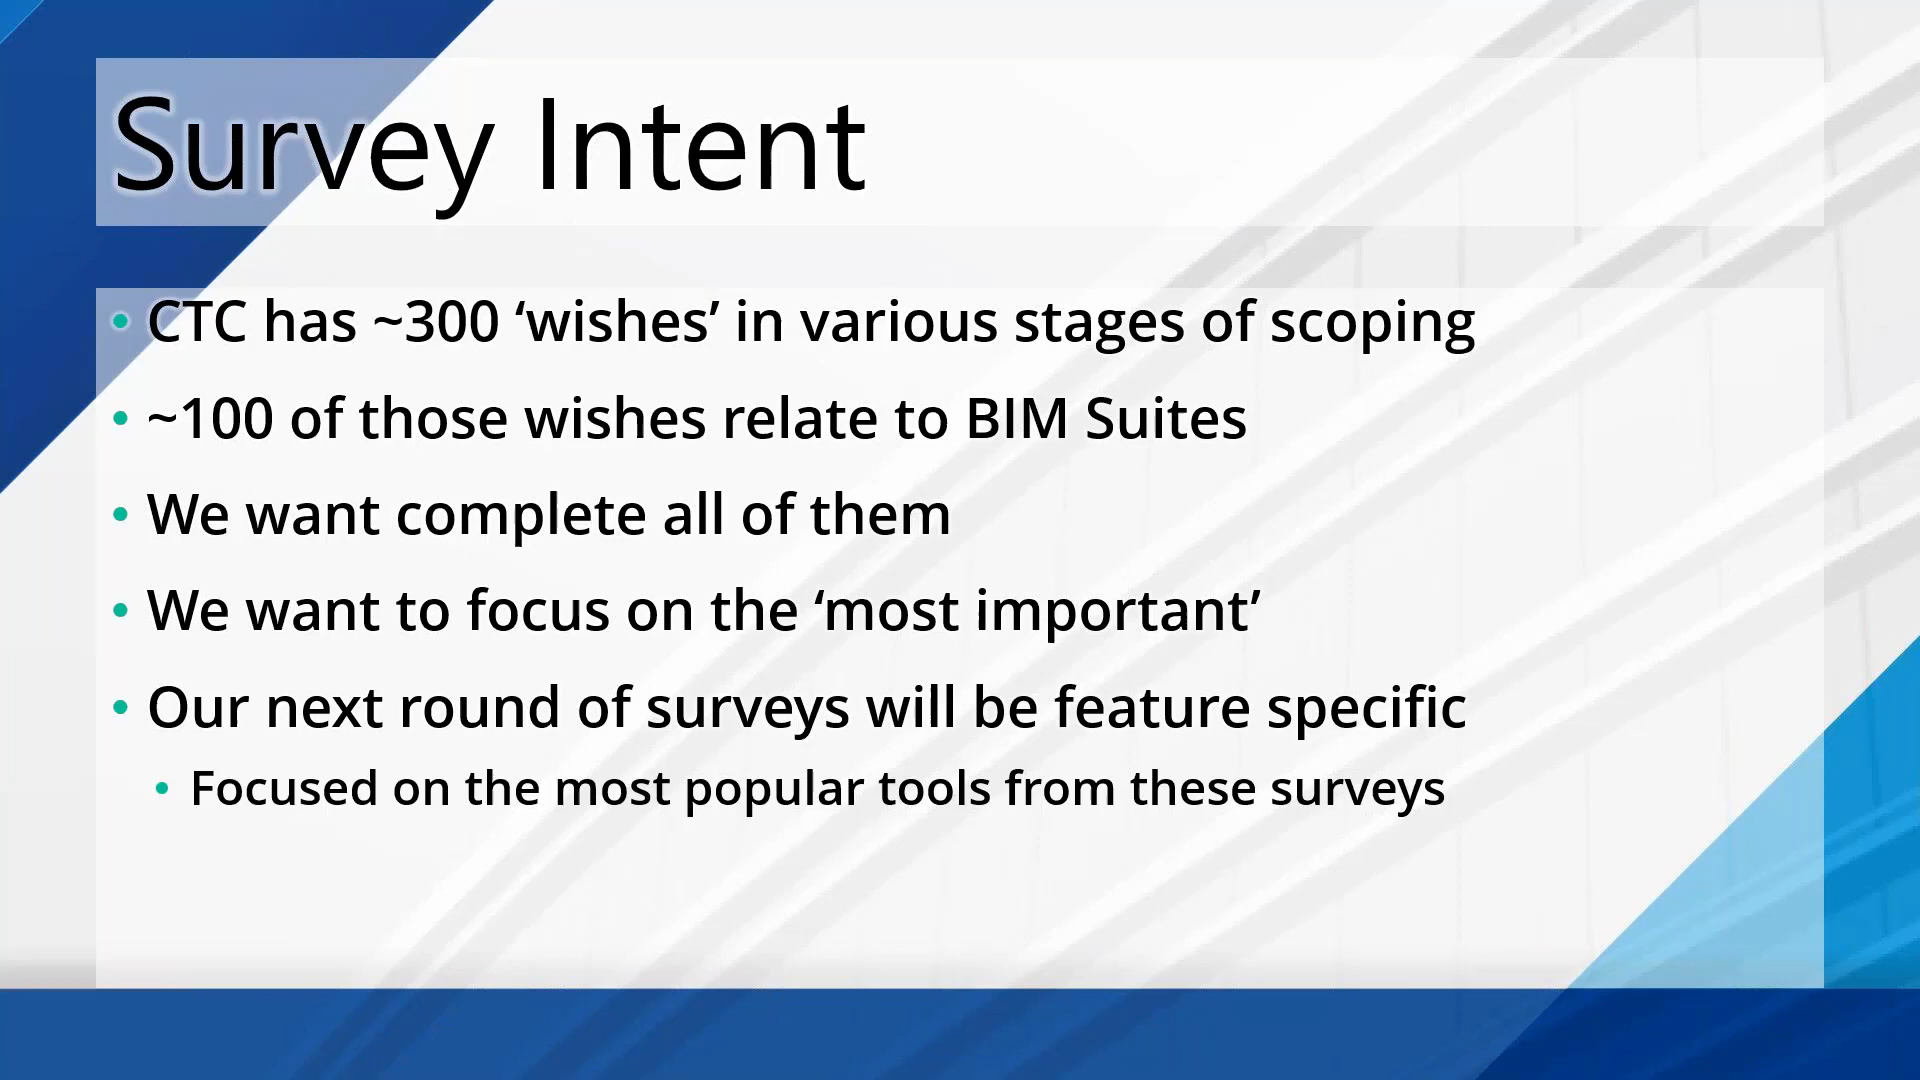 Survey Intent
• CTC has ~300 ‘wishes’ in various stages of scoping
• ~100 of those wishes relate to BIM Suites
• We want complete all of them
• We want to focus on the ‘most important’
• Our next round of surveys will be feature specific
• Focused on the most popular tools from these surveys